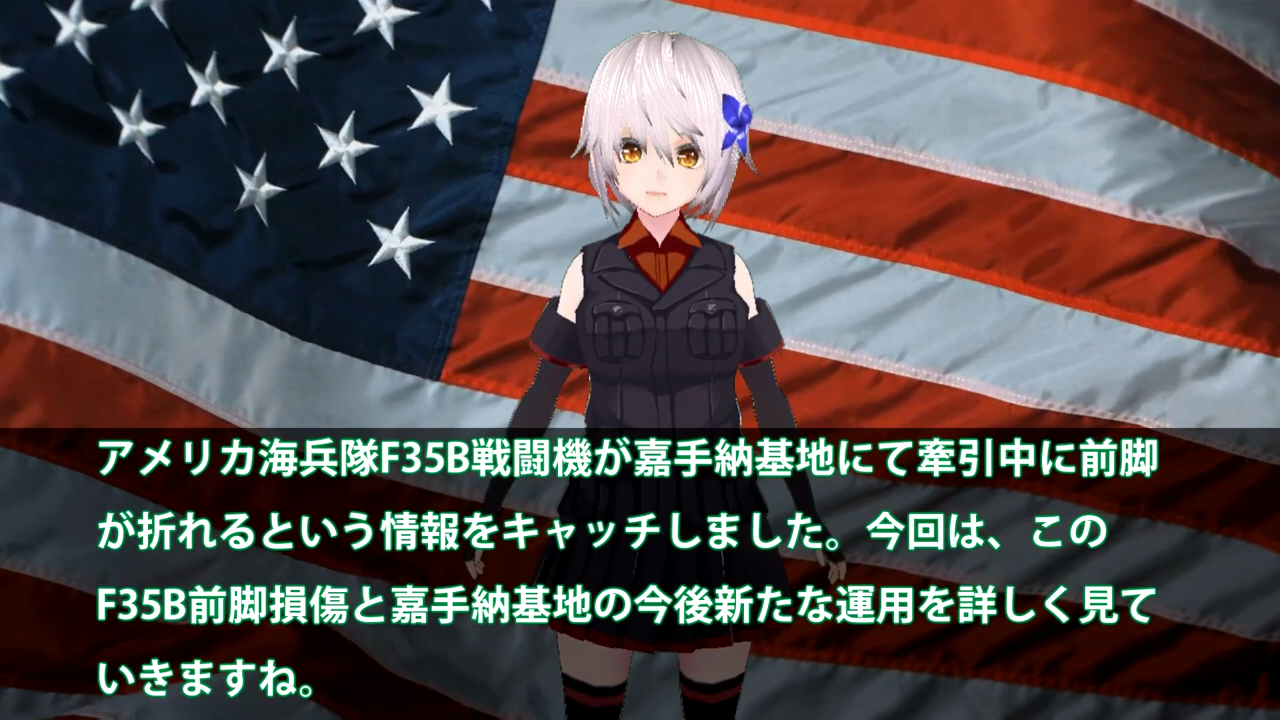 アメリカ海兵隊F35B戦闘機が嘉手納基地にて牽引中に前脚
が折れるという情報をキャッチしました。今回は、この
F35B前脚損傷と嘉手納基地の今後新たな運用を詳しく見て
いきますね。